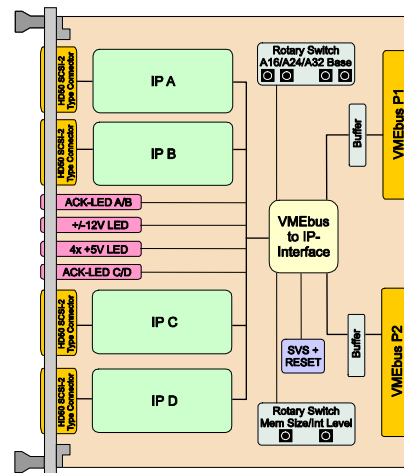 HD50 SCSI-2
Type Connector
IP A
Rotary Switch
A16/A24/A32 Base
VMEbus P1
Buffer
HD50 SCSI-2
Type Connector
IP B
ACK-LED A/B
+/-12V LED
4x +5V LED
ACK-LED C/D
VMEbus
to IP-
Interface
HD50 SCSI-2
Type Connector
IP C
SVS +
RESET
Buffer
VMEbus P2
HD50 SCSI-2
Type Connector
IP D
Rotary Switch
Mem Size/Int Level